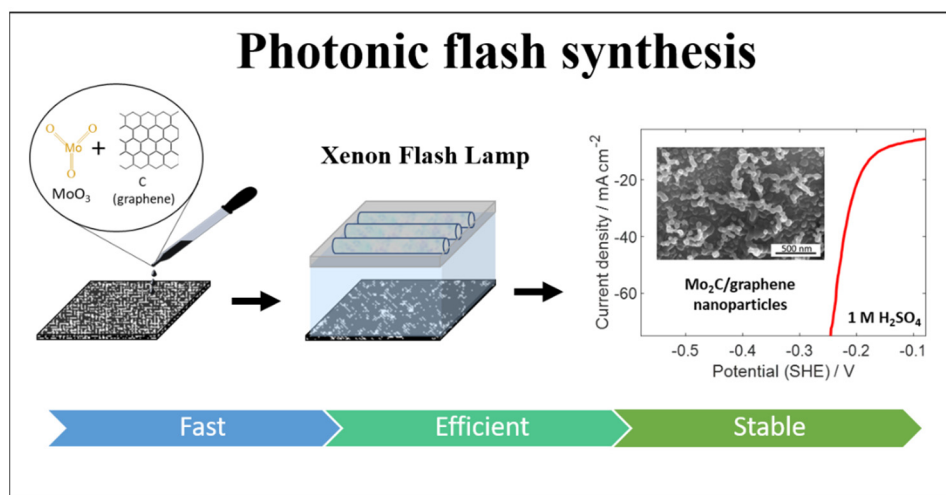 Photonic flash synthesis
O
O
Mo
O
MoO₃
+
C
(graphene)
Xenon Flash Lamp
Current density / mA cm⁻²
-20
-40
-60
500 nm
Mo₂C/graphene
nanoparticles
1 M H₂SO₄
-0.5
-0.4
-0.3
-0.2
-0.1
Potential (SHE) / V
Fast
Efficient
Stable